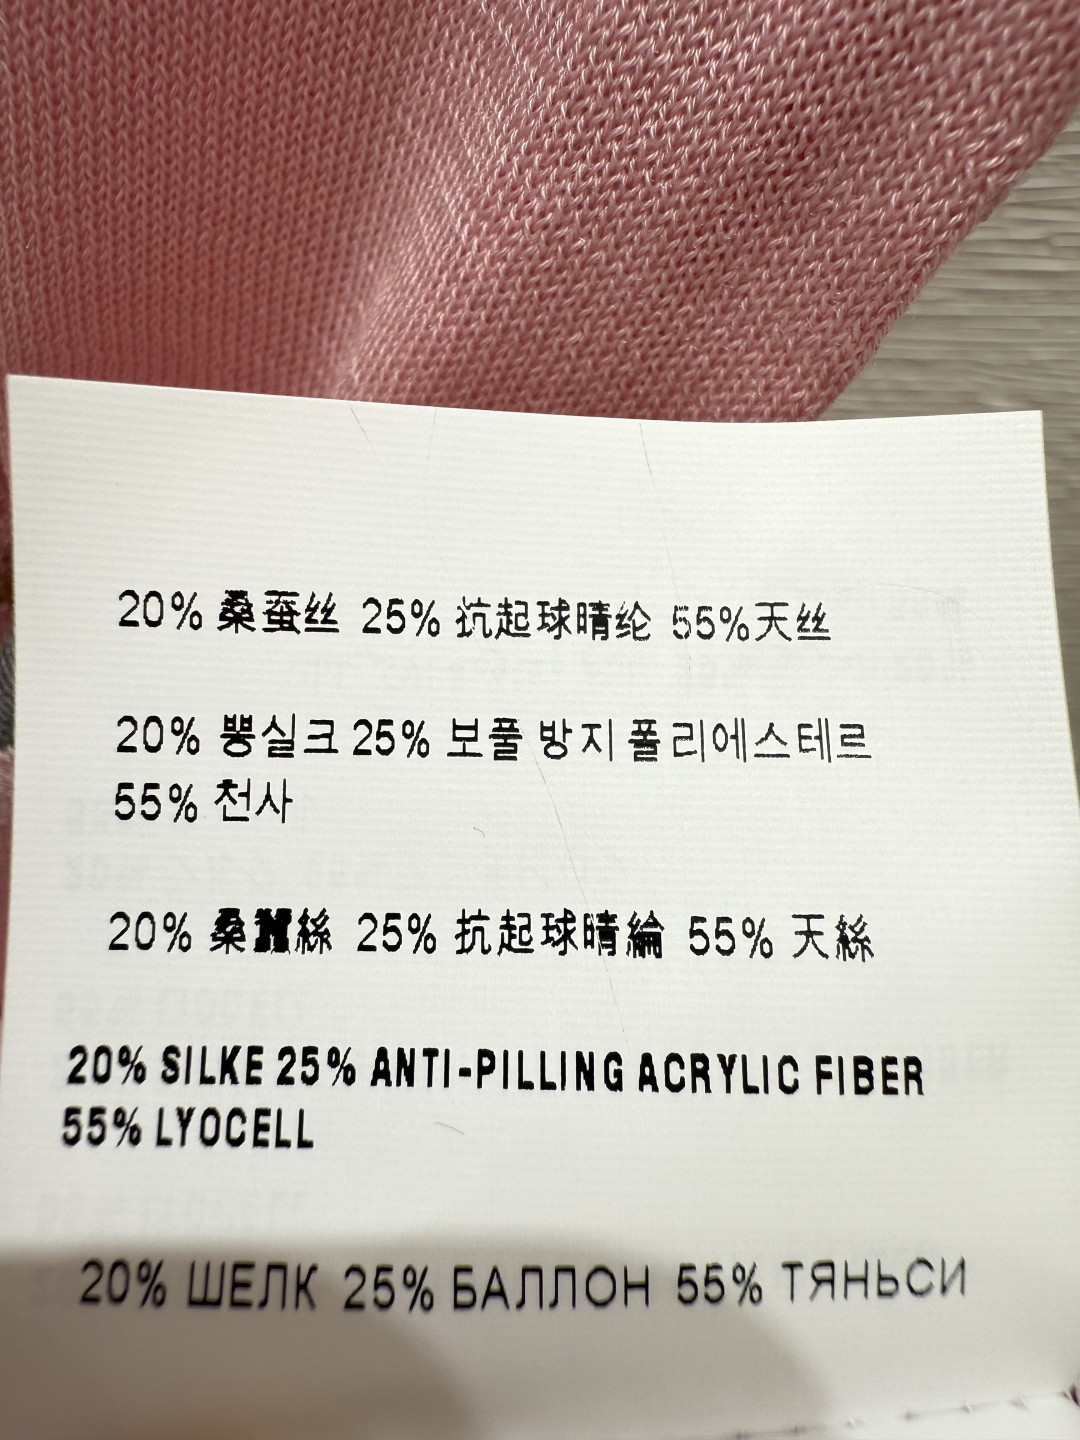 20% 桑蚕丝 25% 抗起球晴纶 55%天丝
20% 뽕실크 25% 보풀 방지 폴리에스테르
55% 천사
20% 桑蠶絲 25% 抗起球晴綸 55% 天絲
20% SILKE 25% ANTI-PILLING ACRYLIC FIBER
55% LYOCELL
20% ШЕЛК 25% БАЛЛОН 55% ТЯНЬСИ